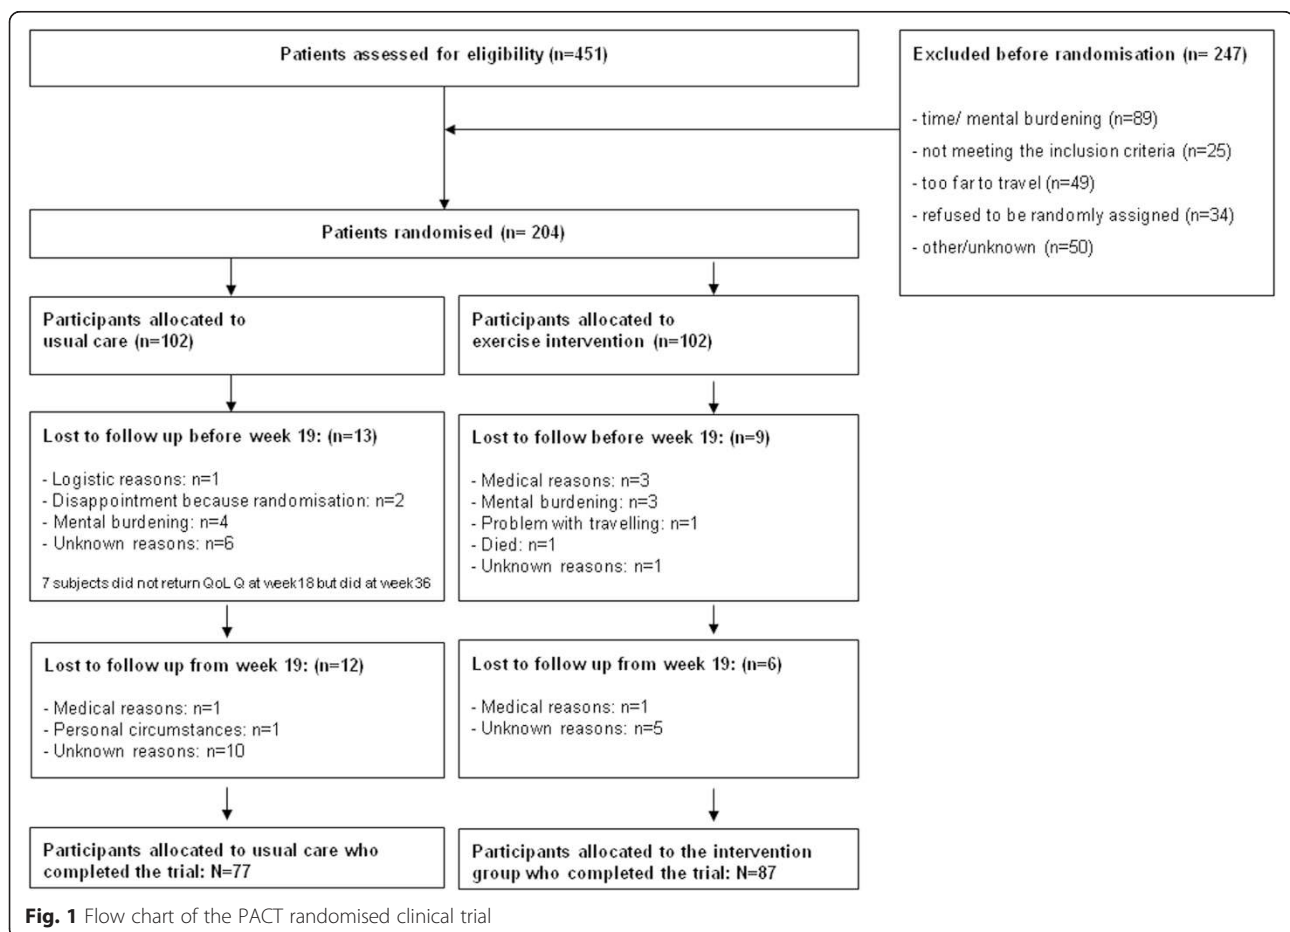 Patients assessed for eligibility (n=451)
Excluded before randomisation (n= 247)
- time/ mental burdening (n=89)
- not meeting the inclusion criteria (n=25)
- too far to travel (n=49)
- refused to be randomly assigned (n=34)
- other/unknown (n=50)
Patients randomised (n= 204)
Participants allocated to
usual care (n=102)
Participants allocated to
exercise intervention (n=102)
Lost to follow up before week 19: (n=13)
- Logistic reasons: n=1
- Disappointment because randomisation: n=2
- Mental burdening: n=4
- Unknown reasons: n=6
7 subjects did not return QoL Q at week18 but did at week36
Lost to follow before week 19: (n=9)
- Medical reasons: n=3
- Mental burdening: n=3
- Problem with travelling: n=1
- Died: n=1
- Unknown reasons: n=1
Lost to follow up from week 19: (n=12)
- Medical reasons: n=1
- Personal circumstances: n=1
- Unknown reasons: n=10
Lost to follow up from week 19: (n=6)
- Medical reasons: n=1
- Unknown reasons: n=5
Participants allocated to usual care who
completed the trial: N=77
Participants allocated to the intervention
group who completed the trial: N=87
Fig. 1 Flow chart of the PACT randomised clinical trial